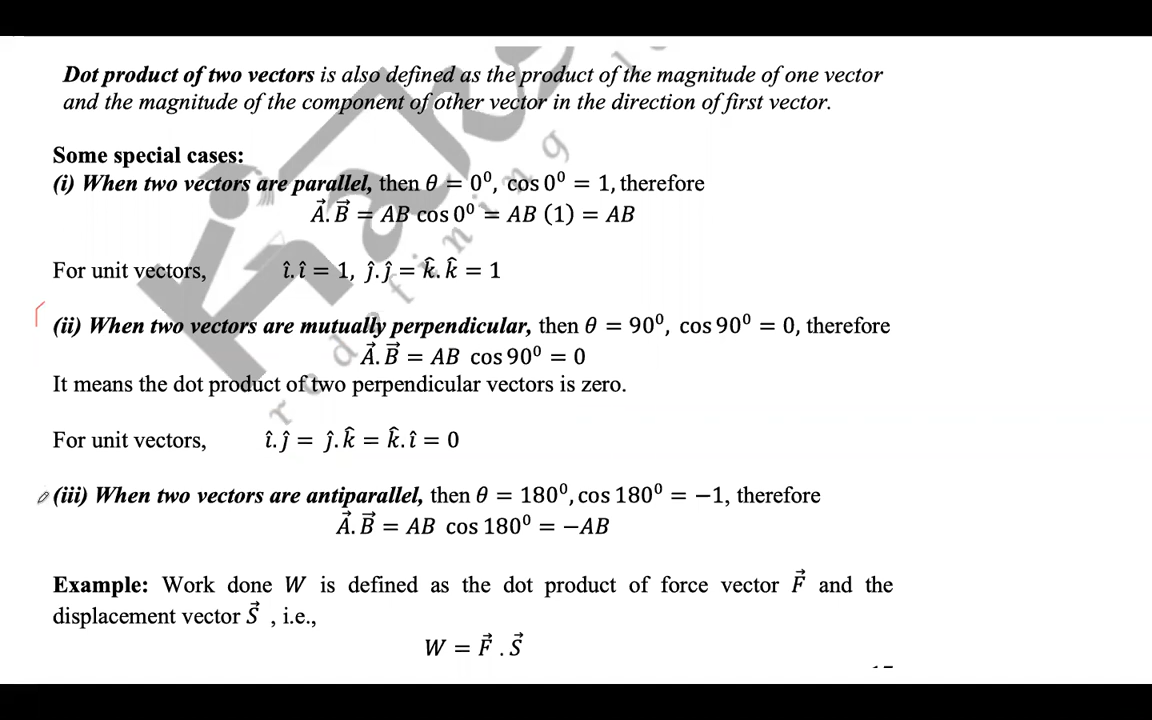 Dot product of two vectors is also defined as the product of the magnitude of one vector
and the magnitude of the component of other vector in the direction of first vector.
Some special cases:
(i) When two vectors are parallel, then θ = 0⁰, cos 0⁰ = 1, therefore
A⃗. B⃗ = AB cos 0⁰ = AB (1) = AB
For unit vectors, î. î = 1, ĵ. ĵ = k̂. k̂ = 1
(ii) When two vectors are mutually perpendicular, then θ = 90⁰, cos 90⁰ = 0, therefore
A⃗. B⃗ = AB cos 90⁰ = 0
It means the dot product of two perpendicular vectors is zero.
For unit vectors, î. ĵ = ĵ. k̂ = k̂. î = 0
(iii) When two vectors are antiparallel, then θ = 180⁰, cos 180⁰ = −1, therefore
A⃗. B⃗ = AB cos 180⁰ = −AB
Example: Work done W is defined as the dot product of force vector F⃗ and the
displacement vector S⃗ , i.e.,
W = F⃗ . S⃗